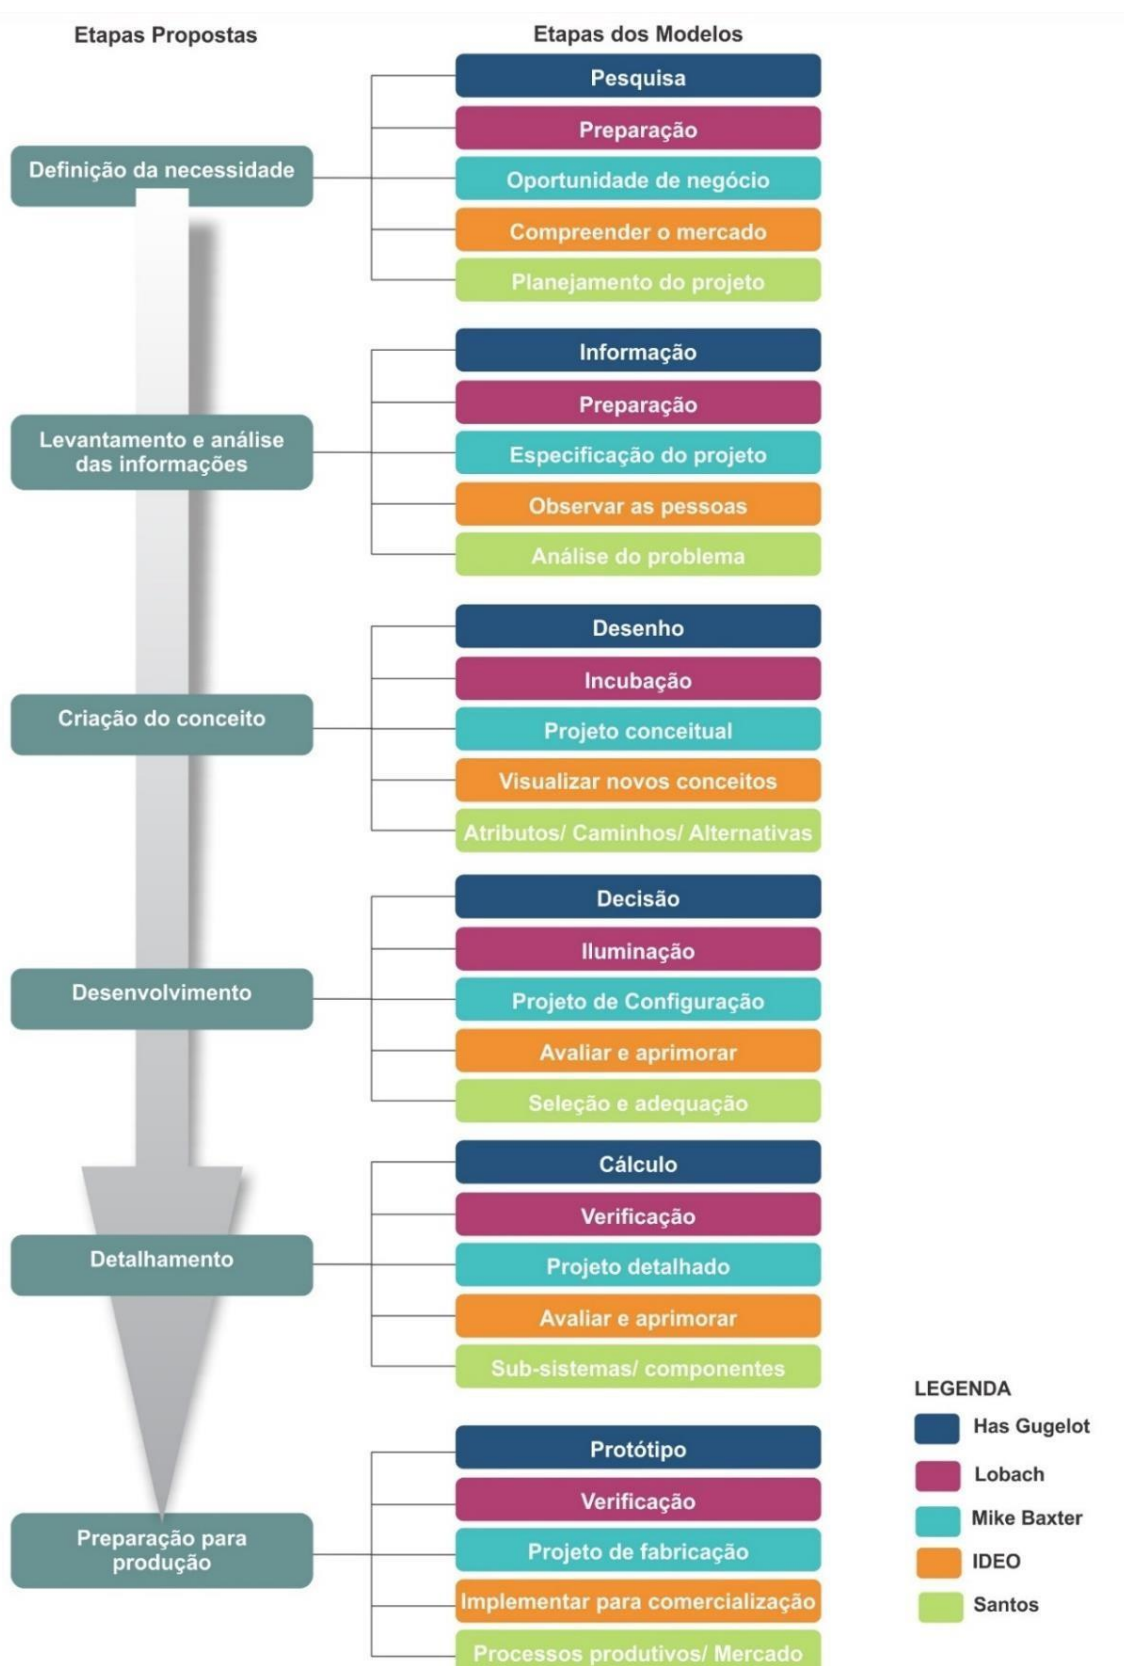 Etapas Propostas
Etapas dos Modelos
Definição da necessidade
Pesquisa
Preparação
Oportunidade de negócio
Compreender o mercado
Planejamento do projeto
Levantamento e análise
das informações
Informação
Preparação
Especificação do projeto
Observar as pessoas
Análise do problema
Criação do conceito
Desenho
Incubação
Projeto conceitual
Visualizar novos conceitos
Atributos/ Caminhos/ Alternativas
Desenvolvimento
Decisão
Iluminação
Projeto de Configuração
Avaliar e aprimorar
Seleção e adequação
Detalhamento
Cálculo
Verificação
Projeto detalhado
Avaliar e aprimorar
Sub-sistemas/ componentes
Preparação para
produção
Protótipo
Verificação
Projeto de fabricação
Implementar para comercialização
Processos produtivos/ Mercado
LEGENDA
Has Gugelot
Lobach
Mike Baxter
IDEO
Santos